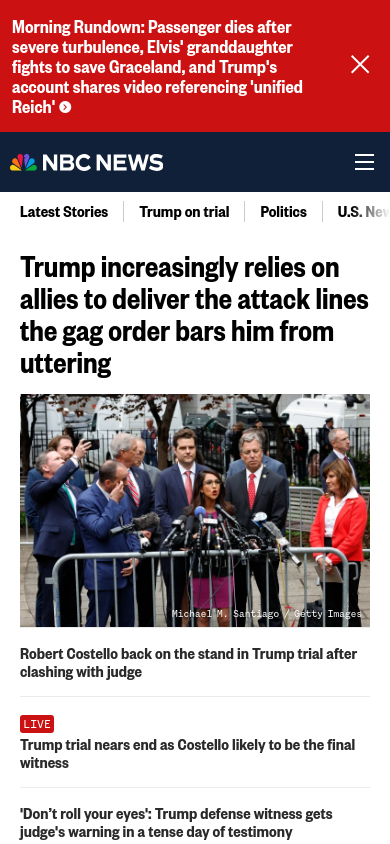 Morning Rundown: Passenger dies after
severe turbulence, Elvis' granddaughter
fights to save Graceland, and Trump's
account shares video referencing 'unified
Reich'
NBC NEWS
Latest Stories
Trump on trial
Politics
U.S. New
Trump increasingly relies on
allies to deliver the attack lines
the gag order bars him from
uttering
Michael M. Santiago / Getty Images
Robert Costello back on the stand in Trump trial after
clashing with judge
LIVE
Trump trial nears end as Costello likely to be the final
witness
'Don’t roll your eyes': Trump defense witness gets
judge's warning in a tense day of testimony